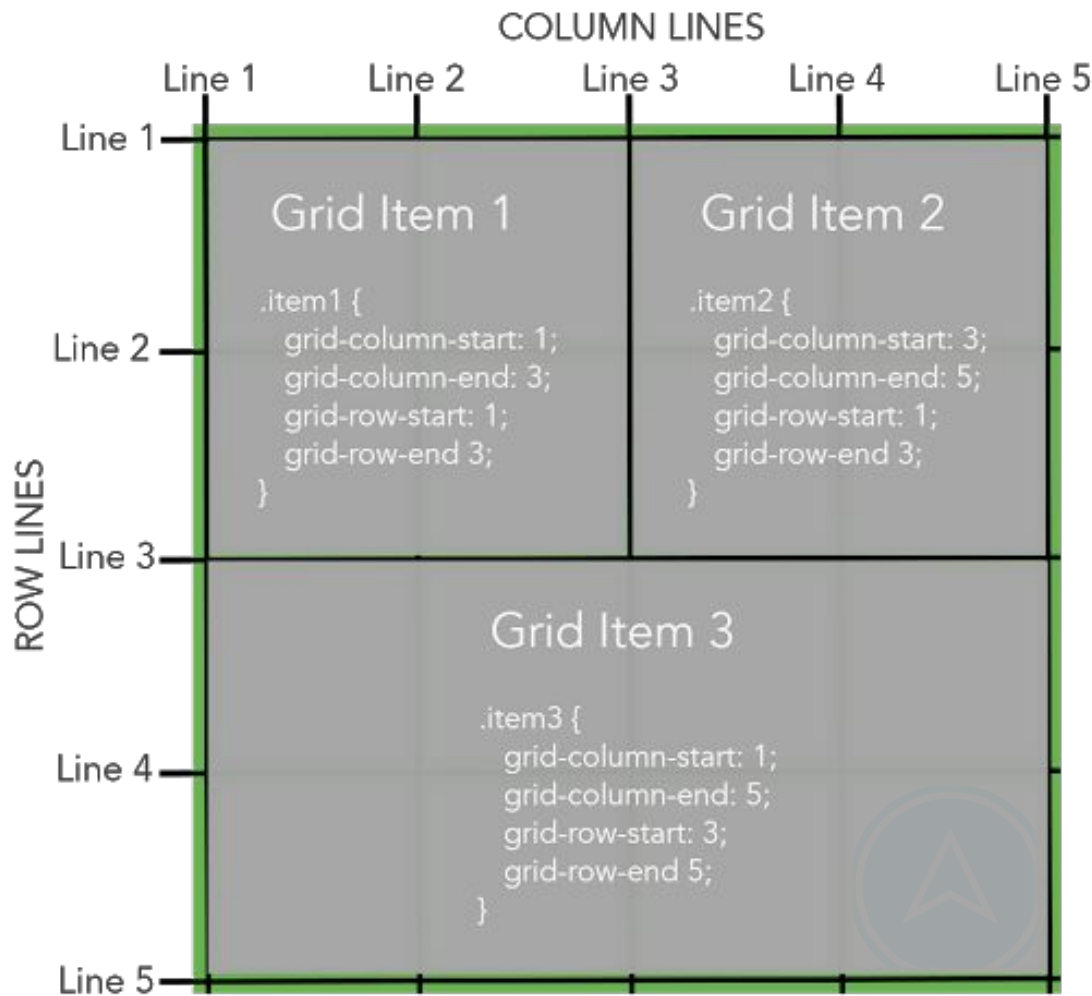 COLUMN LINES
Line 1 Line 2 Line 3 Line 4 Line 5
ROW LINES
Line 1
Line 2
Line 3
Line 4
Line 5
Grid Item 1
.item1 {
grid-column-start: 1;
grid-column-end: 3;
grid-row-start: 1;
grid-row-end 3;
}
Grid Item 2
.item2 {
grid-column-start: 3;
grid-column-end: 5;
grid-row-start: 1;
grid-row-end 3;
}
Grid Item 3
.item3 {
grid-column-start: 1;
grid-column-end: 5;
grid-row-start: 3;
grid-row-end 5;
}